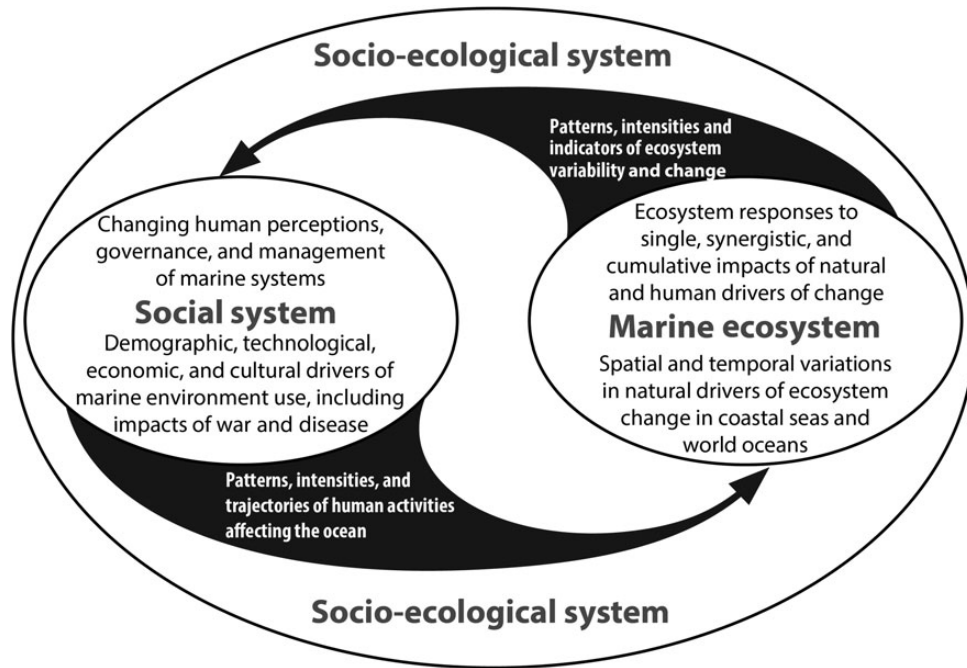 Socio-ecological system
Patterns, intensities and
indicators of ecosystem
variability and change
Changing human perceptions,
governance, and management
of marine systems
Social system
Demographic, technological,
economic, and cultural drivers of
marine environment use, including
impacts of war and disease
Ecosystem responses to
single, synergistic, and
cumulative impacts of natural
and human drivers of change
Marine ecosystem
Spatial and temporal variations
in natural drivers of ecosystem
change in coastal seas and
world oceans
Patterns, intensities, and
trajectories of human activities
affecting the ocean
Socio-ecological system